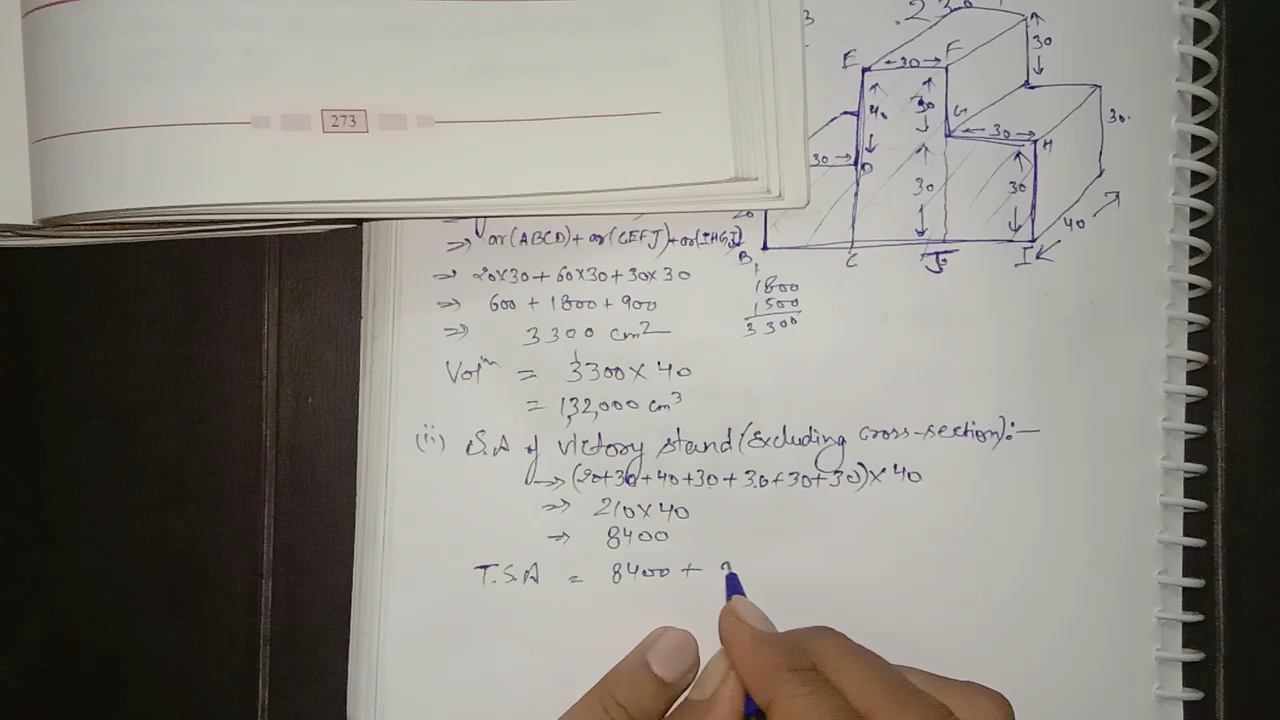 273
E ←30→ F
30
40
30
G ←30→ H
30.
30→ D
30
30
40
20
B C J I
⇒ ar(ABCD) + ar(CEFJ) + ar(IHGJ)
⇒ 20×30 + 60×30 + 30×30
⇒ 600 + 1800 + 900
⇒ 3300 cm²
1800
1500
3300
Volᵐ = 3300 × 40
= 132,000 cm³
(ii) S.A of victory stand (Excluding cross-section):-
⇒ (20+30+40+30+30+30+30)×40
⇒ 210×40
⇒ 8400
T.S.A = 8400 +